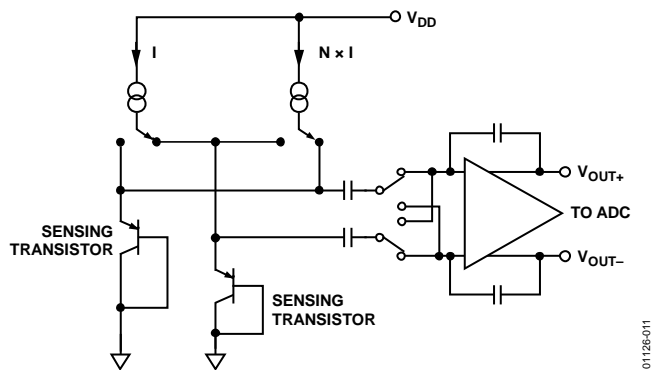 V_DD
I
N × I
V_OUT+
TO ADC
SENSING
TRANSISTOR
V_OUT–
SENSING
TRANSISTOR
01126-011